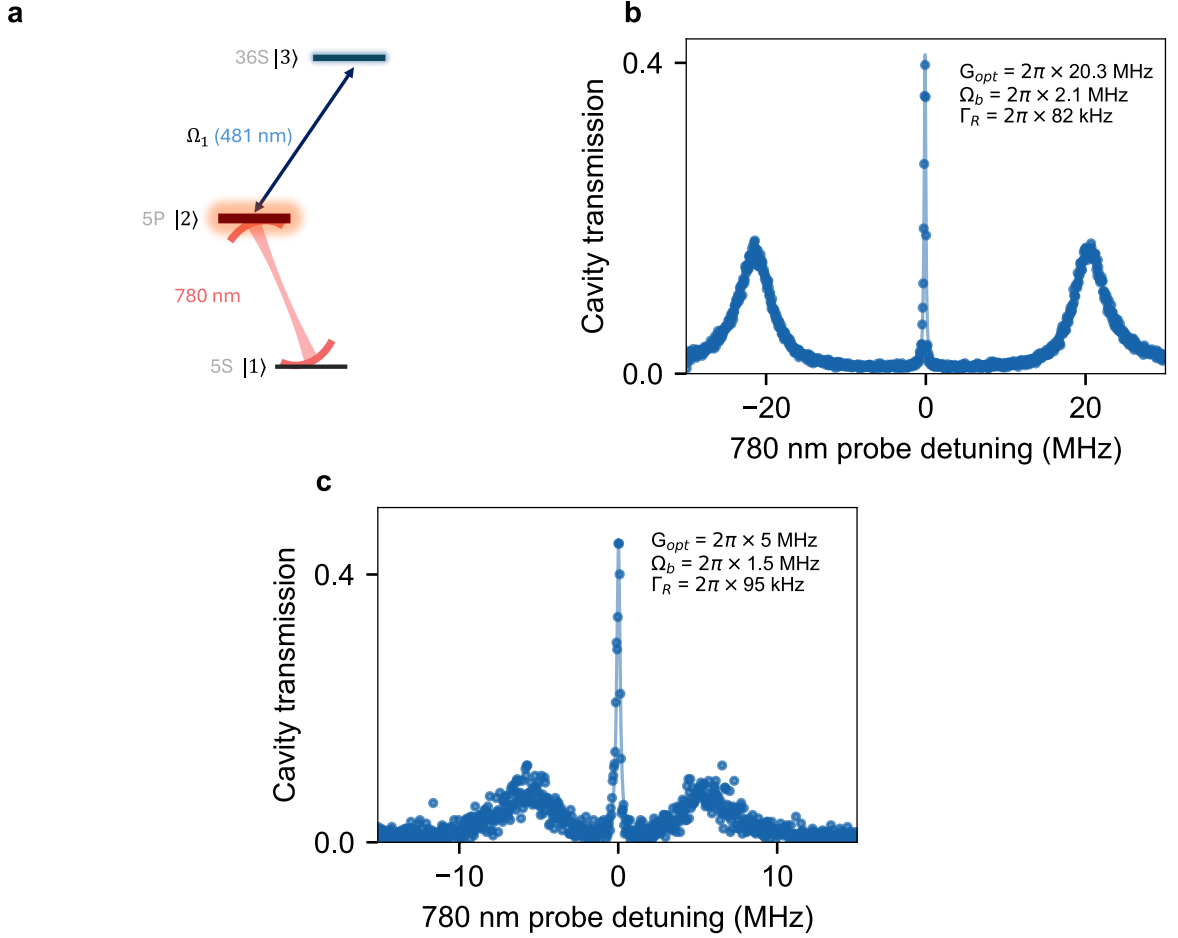 a
36S |3⟩
Ω₁ (481 nm)
5P |2⟩
780 nm
5S |1⟩
b
Cavity transmission
0.4
0.0
G_opt = 2π × 20.3 MHz
Ω_b = 2π × 2.1 MHz
Γ_R = 2π × 82 kHz
−20 0 20
780 nm probe detuning (MHz)
c
Cavity transmission
0.4
0.0
G_opt = 2π × 5 MHz
Ω_b = 2π × 1.5 MHz
Γ_R = 2π × 95 kHz
−10 0 10
780 nm probe detuning (MHz)